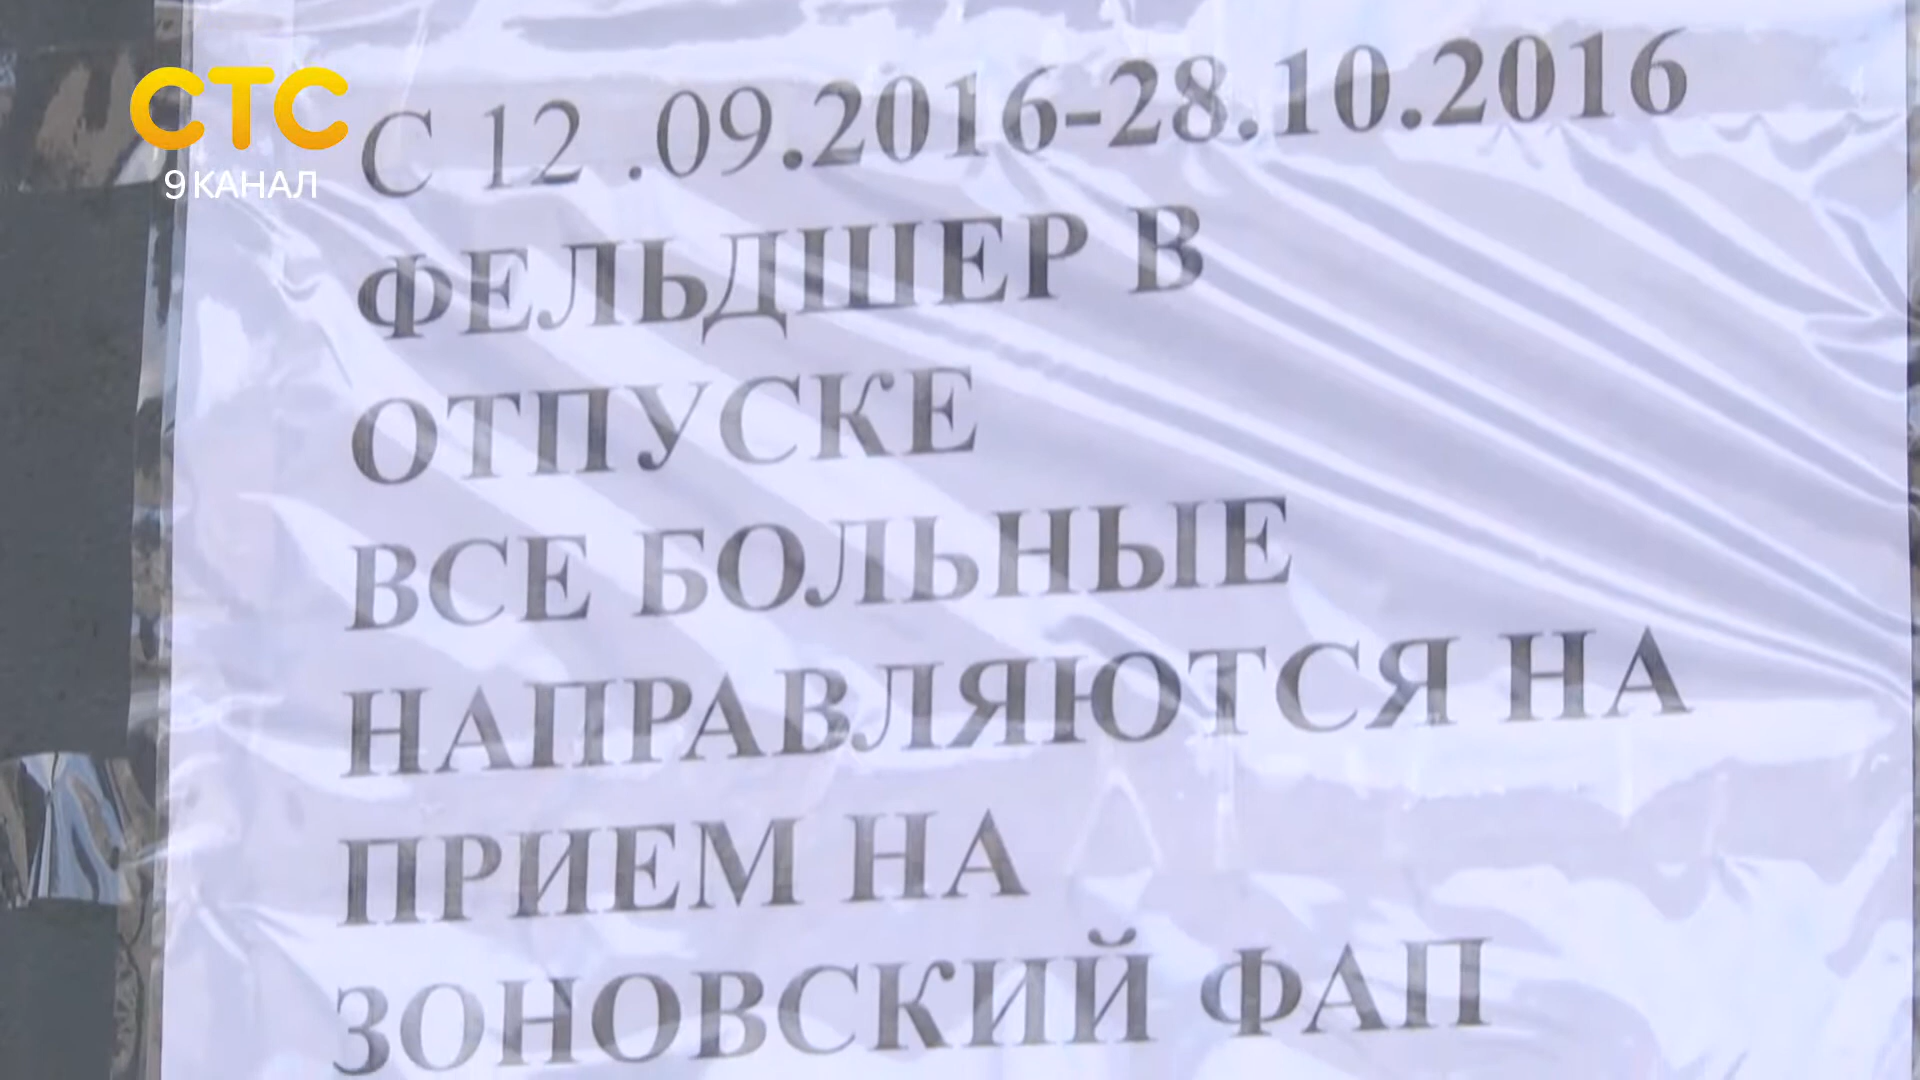 СТС
9 КАНАЛ
С 12 .09.2016-28.10.2016
ФЕЛЬДШЕР В
ОТПУСКЕ
ВСЕ БОЛЬНЫЕ
НАПРАВЛЯЮТСЯ НА
ПРИЕМ НА
ЗОНОВСКИЙ ФАП